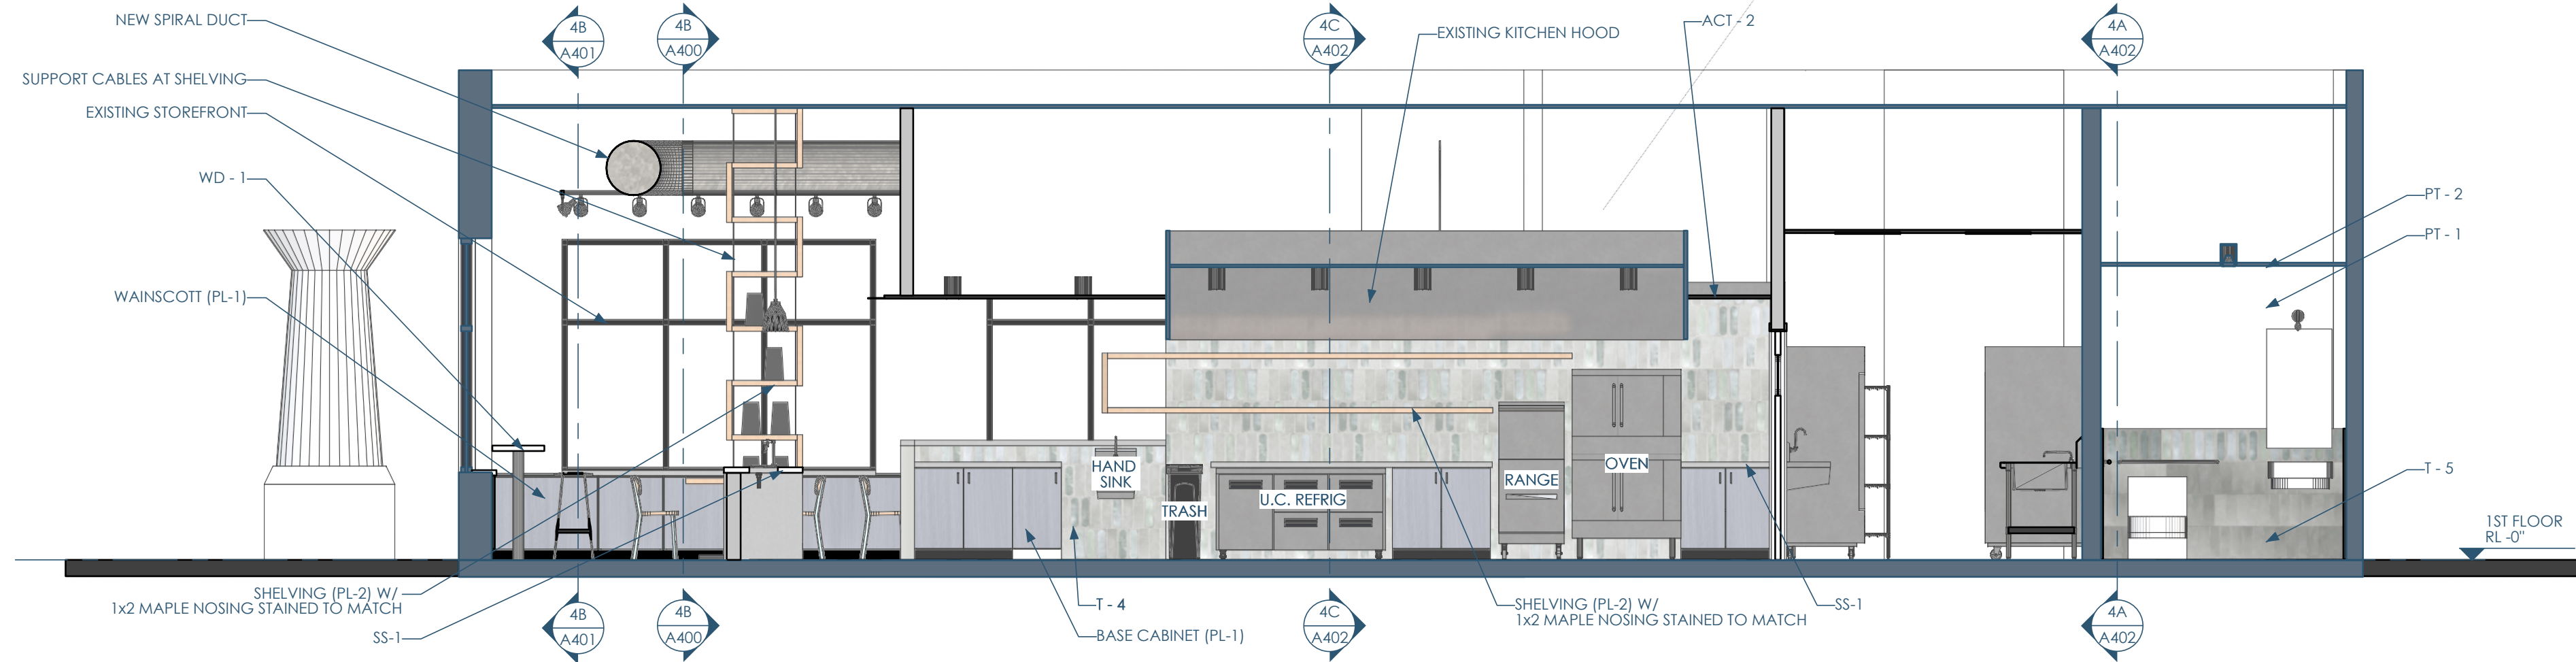 NEW SPIRAL DUCT
SUPPORT CABLES AT SHELVING
EXISTING STOREFRONT
WD - 1
WAINSCOTT (PL-1)
4B
A401
4B
A400
4C
A402
EXISTING KITCHEN HOOD
ACT - 2
4A
A402
PT - 2
PT - 1
T - 5
1ST FLOOR
RL -0"
HAND
SINK
TRASH
U.C. REFRIG
RANGE
OVEN
SHELVING (PL-2) W/
1x2 MAPLE NOSING STAINED TO MATCH
SS-1
4B
A401
4B
A400
T - 4
BASE CABINET (PL-1)
4C
A402
SHELVING (PL-2) W/
1x2 MAPLE NOSING STAINED TO MATCH
SS-1
4A
A402